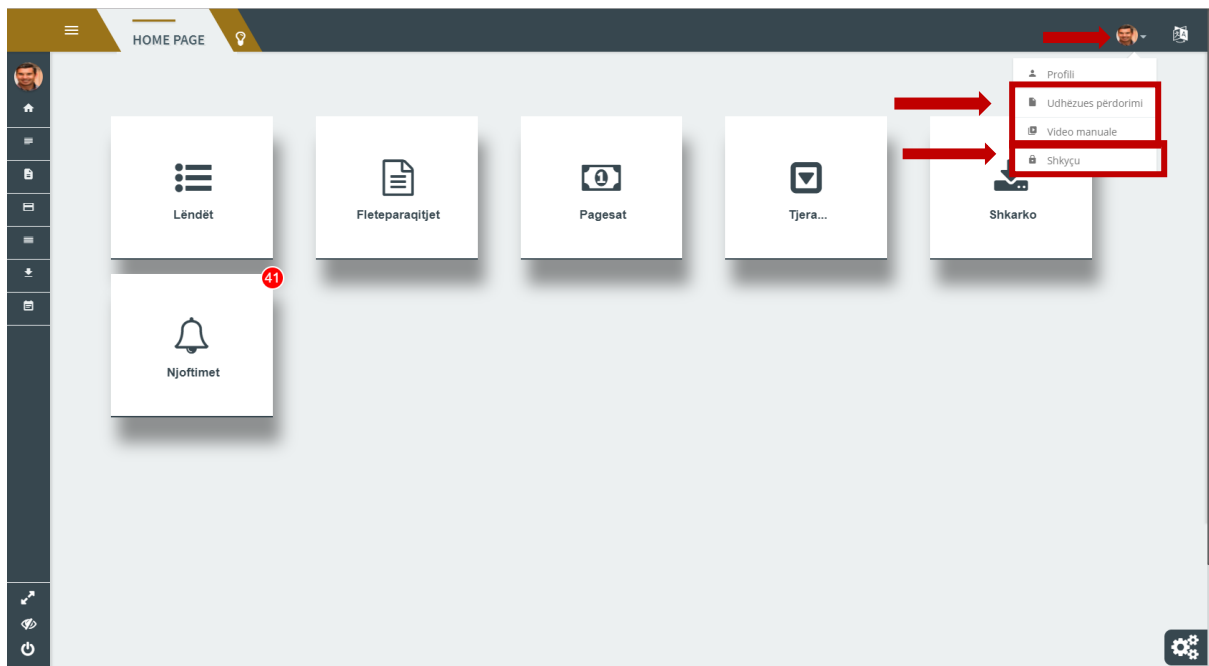 HOME PAGE
Profili
Udhëzues përdorimi
Video manuale
Shkyçu
Lëndët
Fleteparaqitjet
Pagesat
Tjera...
Shkarko
41
Njoftimet